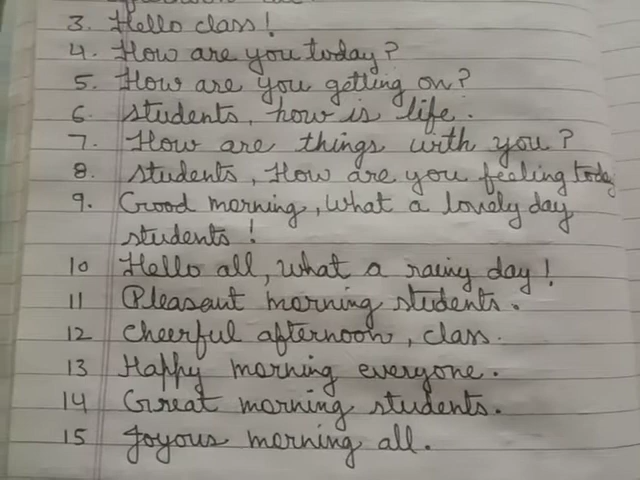 3. Hello class!
4. How are you today?
5. How are you getting on?
6. students, how is life.
7. How are things with you?
8. students, How are you feeling today
9. Good morning, What a lovely day
students!
10 Hello all, what a rainy day!
11 Pleasant morning students.
12 Cheerful afternoon, class.
13 Happy morning everyone.
14 Great morning students.
15 Joyous morning all.